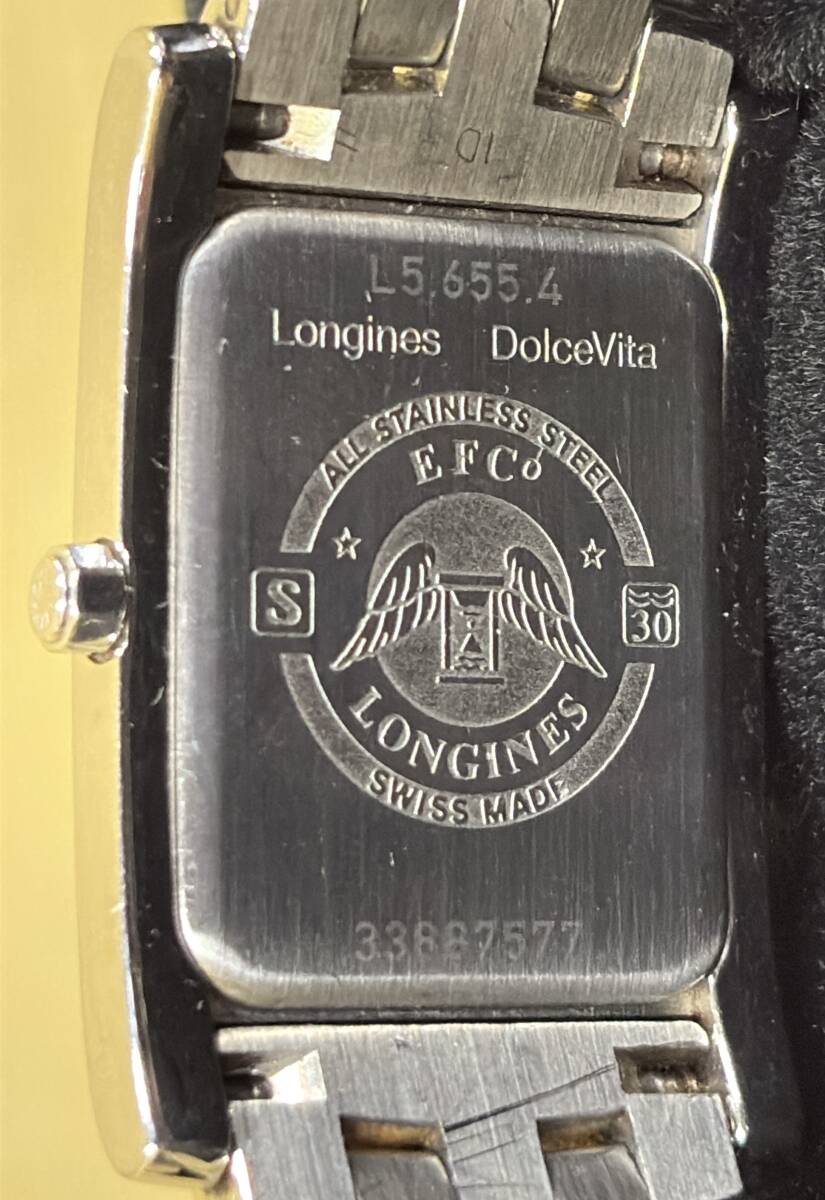 L5.655.4
Longines DolceVita
ALL STAINLESS STEEL
EFCo
S
30
LONGINES
SWISS MADE
33887577